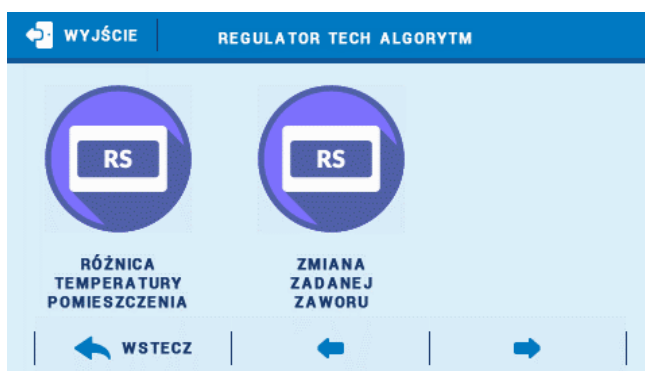 WYJŚCIE
REGULATOR TECH ALGORYTM
RS
RS
RÓŻNICA
TEMPERATURY
POMIESZCZENIA
ZMIANA
ZADANEJ
ZAWORU
WSTECZ